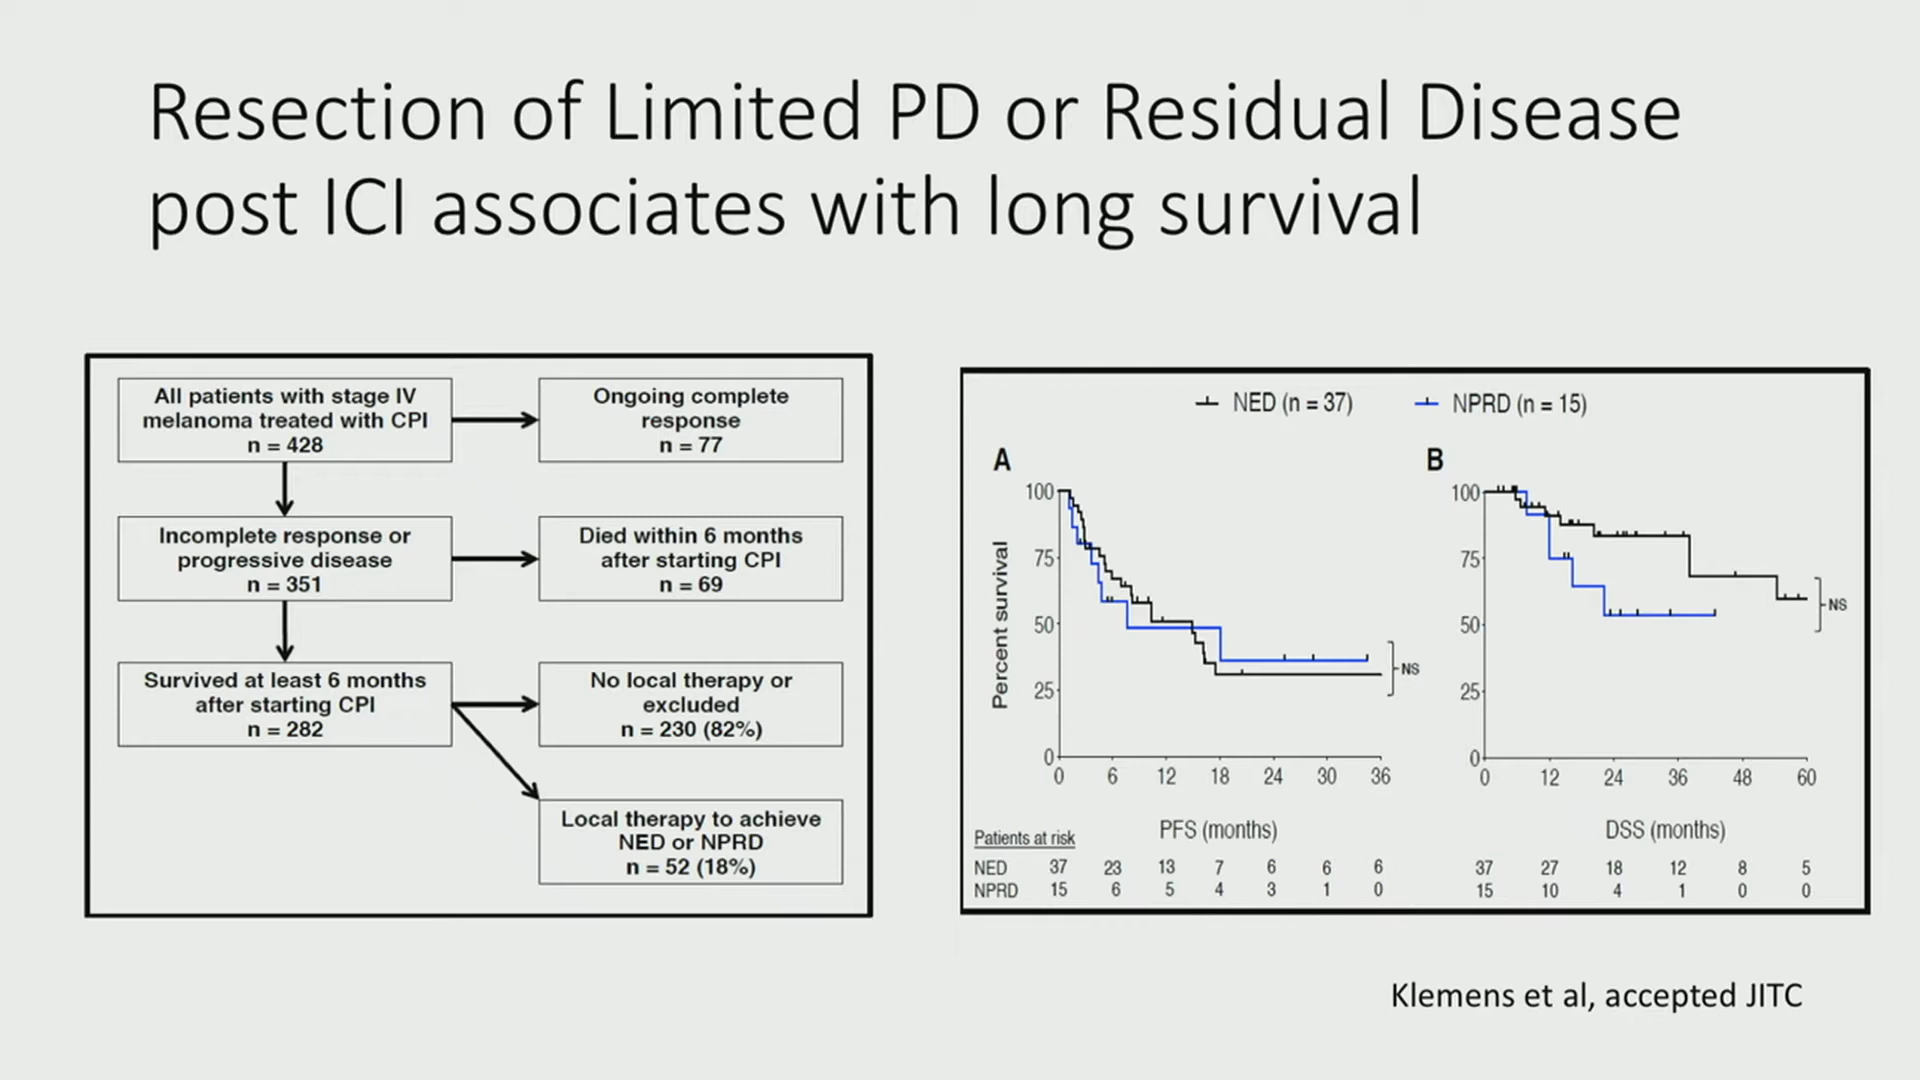 Resection of Limited PD or Residual Disease
post ICI associates with long survival
All patients with stage IV
melanoma treated with CPI
n = 428
Ongoing complete
response
n = 77
Incomplete response or
progressive disease
n = 351
Died within 6 months
after starting CPI
n = 69
Survived at least 6 months
after starting CPI
n = 282
No local therapy or
excluded
n = 230 (82%)
Local therapy to achieve
NED or NPRD
n = 52 (18%)
NED (n = 37)
NPRD (n = 15)
A
Percent survival
100
75
50
25
0
0 6 12 18 24 30 36
NS
PFS (months)
B
100
75
50
25
0
0 12 24 36 48 60
NS
DSS (months)
Patients at risk
NED 37 23 13 7 6 6 6 37 27 18 12 8 5
NPRD 15 6 5 4 3 1 0 15 10 4 1 0 0
Klemens et al, accepted JITC